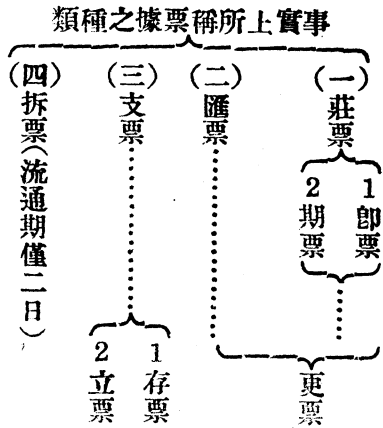 事實上所稱票據之種類
(一)莊票
1卽票
2期票
(二)匯票
更票
(三)支票
1存票
2立票
(四)拆票(流通期僅二日)